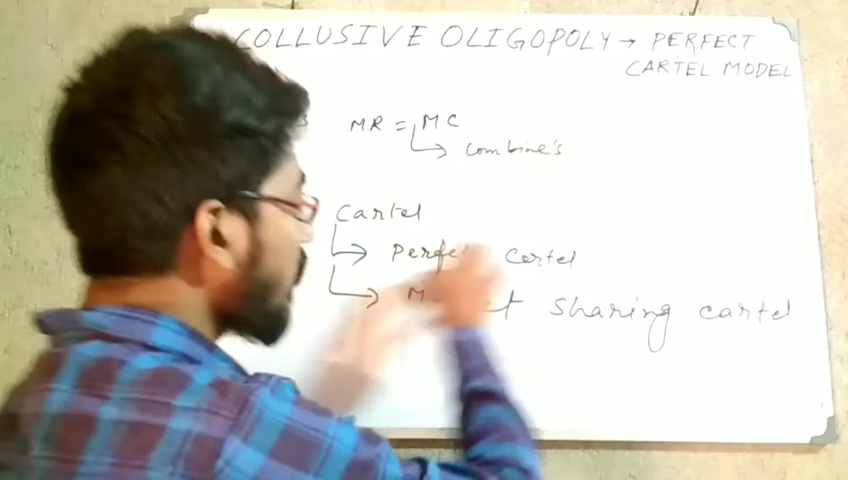 COLLUSIVE OLIGOPOLY → PERFECT
CARTEL MODEL
MR = MC
↳ combine's
Cartel
↳ Cartel
↳ Sharing cartel